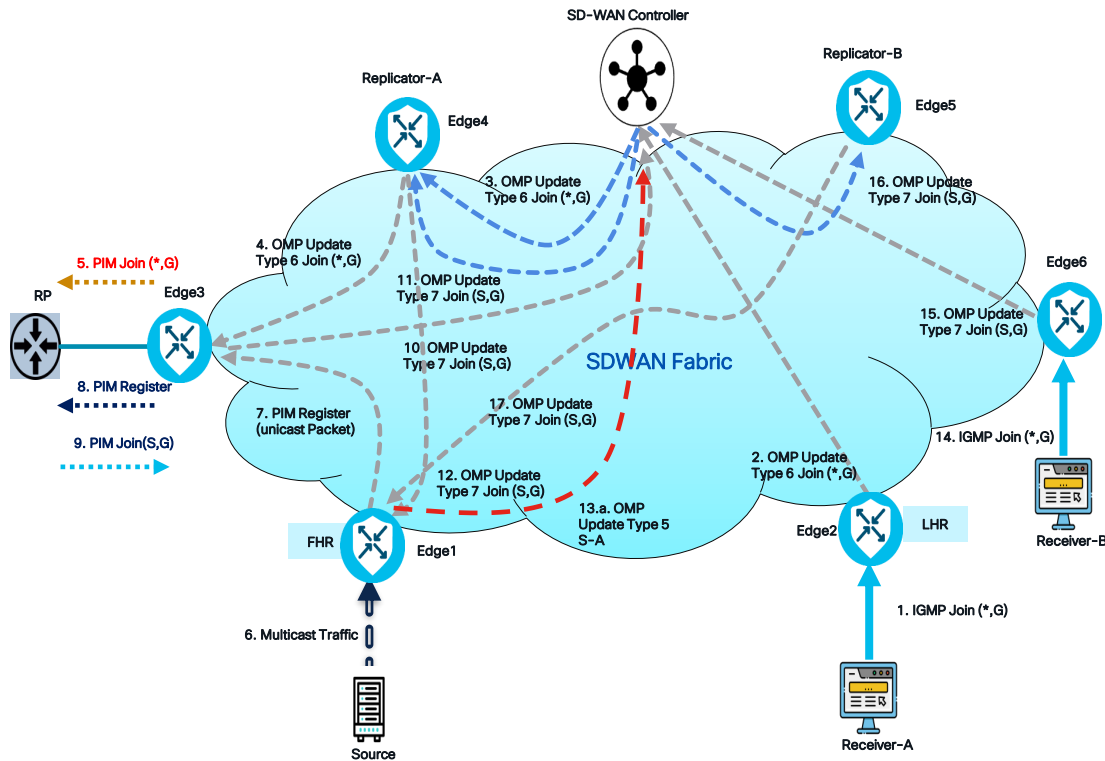 SD-WAN Controller
Replicator-A
Replicator-B
Edge4
Edge5
3. OMP Update
Type 6 Join (*,G)
16. OMP Update
Type 7 Join (S,G)
4. OMP Update
Type 6 Join (*,G)
5. PIM Join (*,G)
Edge6
RP
Edge3
11. OMP Update
Type 7 Join (S,G)
15. OMP Update
Type 7 Join (S,G)
10. OMP Update
Type 7 Join (S,G)
SDWAN Fabric
8. PIM Register
7. PIM Register
(unicast Packet)
17. OMP Update
Type 7 Join (S,G)
9. PIM Join(S,G)
14. IGMP Join (*,G)
2. OMP Update
Type 6 Join (*,G)
12. OMP Update
Type 7 Join (S,G)
13.a. OMP
Update Type 5
S-A
FHR
Edge1
Edge2
LHR
Receiver-B
1. IGMP Join (*,G)
6. Multicast Traffic
Source
Receiver-A